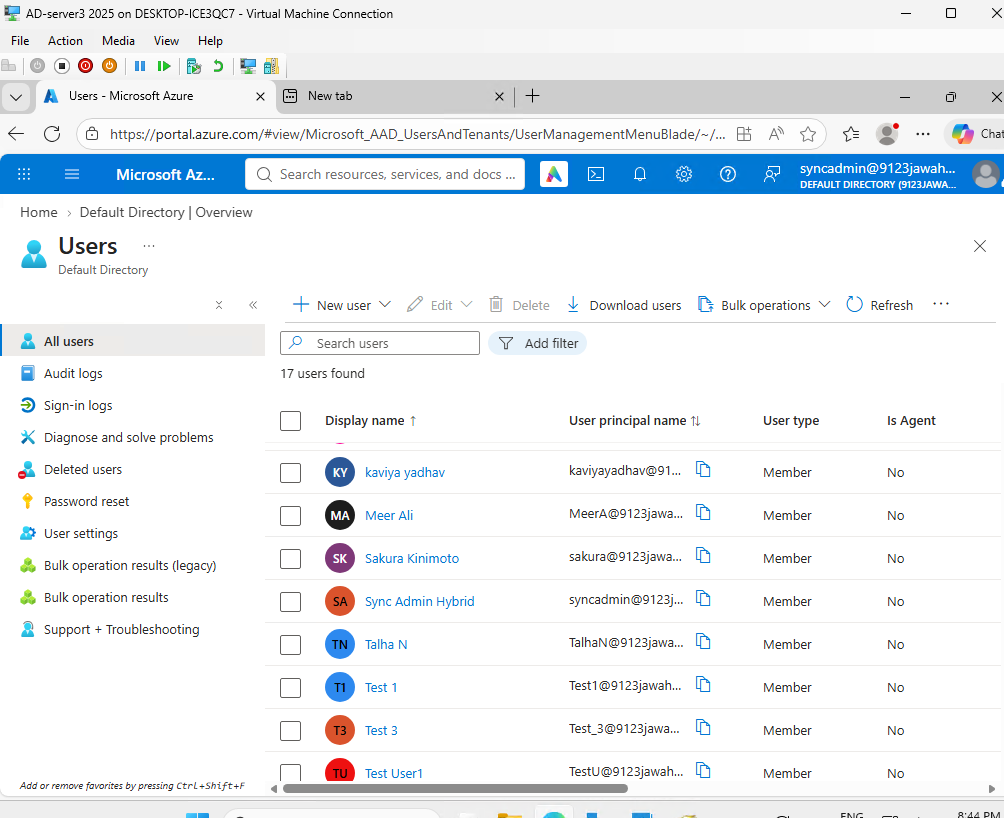 AD-server3 2025 on DESKTOP-ICE3QC7 - Virtual Machine Connection
File Action Media View Help
Users - Microsoft Azure
New tab
https://portal.azure.com/#view/Microsoft_AAD_UsersAndTenants/UserManagementMenuBlade/~/...
Chat
Microsoft Az...
Search resources, services, and docs ...
syncadmin@9123jawah...
DEFAULT DIRECTORY (9123JAWA...
Home > Default Directory | Overview
Users ...
Default Directory
New user
Edit
Delete
Download users
Bulk operations
Refresh
...
All users
Audit logs
Sign-in logs
Diagnose and solve problems
Deleted users
Password reset
User settings
Bulk operation results (legacy)
Bulk operation results
Support + Troubleshooting
Add or remove favorites by pressing Ctrl+Shift+F
Search users
Add filter
17 users found
Display name ↑ User principal name ↑↓ User type Is Agent
KY kaviya yadhav kaviyayadhav@91... Member No
MA Meer Ali MeerA@9123jawa... Member No
SK Sakura Kinimoto sakura@9123jawa... Member No
SA Sync Admin Hybrid syncadmin@9123j... Member No
TN Talha N TalhaN@9123jawa... Member No
T1 Test 1 Test1@9123jawah... Member No
T3 Test 3 Test_3@9123jawa... Member No
TU Test User1 TestU@9123jawa... Member No
ENG
8:44 PM